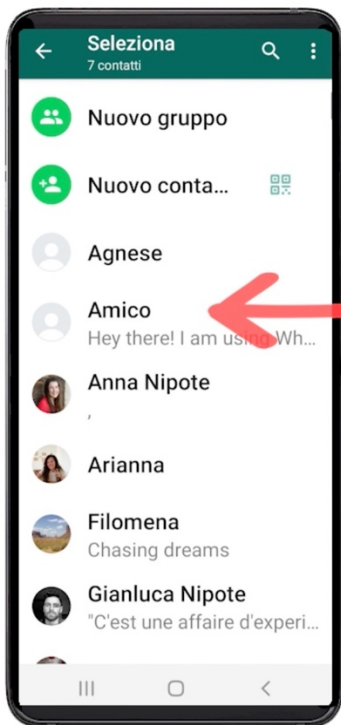 Seleziona
7 contatti
Nuovo gruppo
Nuovo conta...
Agnese
Amico
Hey there! I am using Wh...
Anna Nipote
,
Arianna
Filomena
Chasing dreams
Gianluca Nipote
"C'est une affaire d'experi...